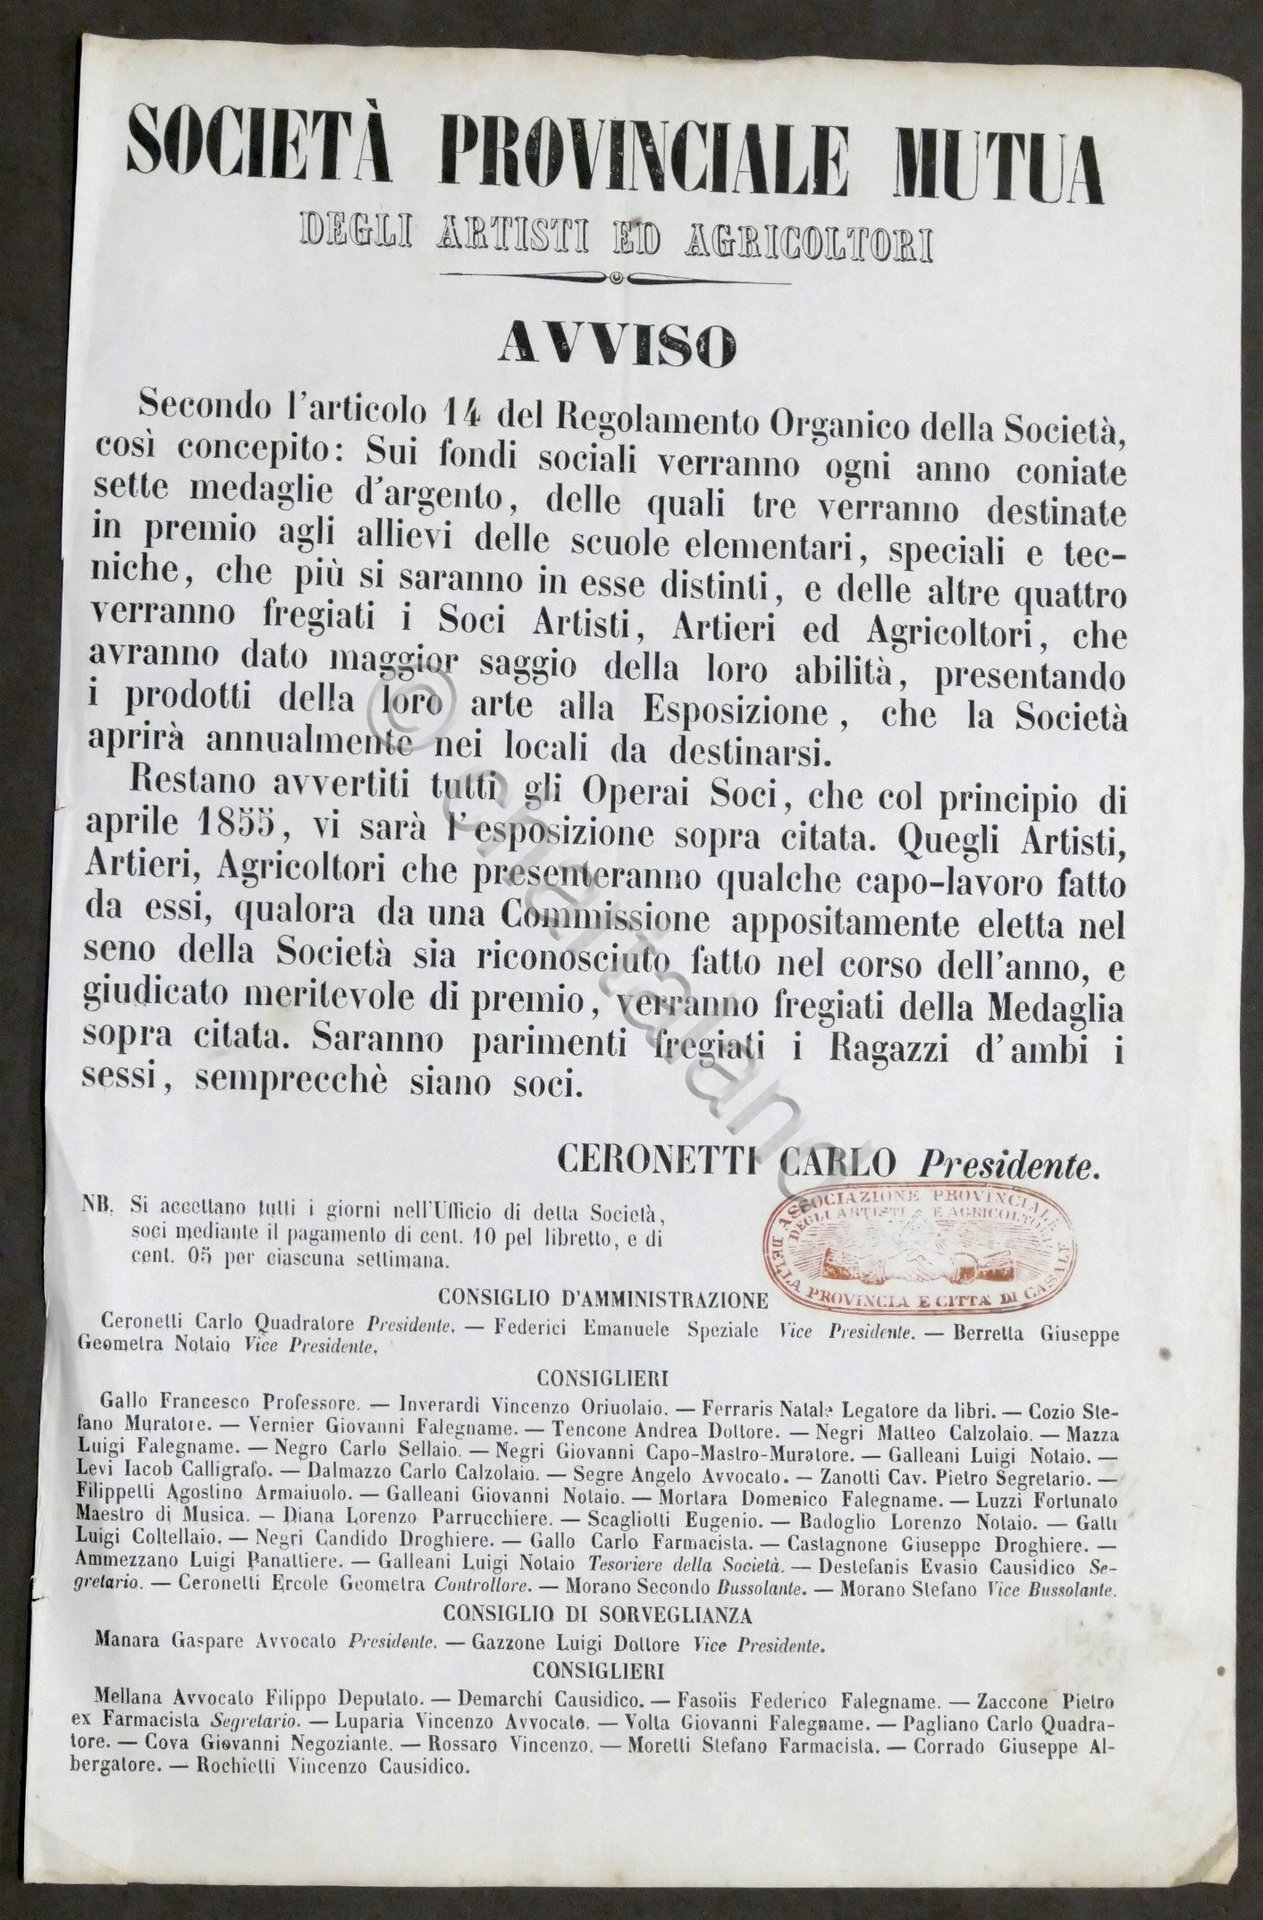 SOCIETÀ PROVINCIALE MUTUA
DEGLI ARTISTI ED AGRICOLTORI
AVVISO
Secondo l'articolo 14 del Regolamento Organico della Società,
così concepito: Sui fondi sociali verranno ogni anno coniate
sette medaglie d'argento, delle quali tre verranno destinate
in premio agli allievi delle scuole elementari, speciali e tec-
niche, che più si saranno in esse distinti, e delle altre quattro
verranno fregiati i Soci Artisti, Artieri ed Agricoltori, che
avranno dato maggior saggio della loro abilità, presentando
i prodotti della loro arte alla Esposizione, che la Società
aprirà annualmente nei locali da destinarsi.
Restano avvertiti tutti gli Operai Soci, che col principio di
aprile 1855, vi sarà l'esposizione sopra citata. Quegli Artisti,
Artieri, Agricoltori che presenteranno qualche capo-lavoro fatto
da essi, qualora da una Commissione appositamente eletta nel
seno della Società sia riconosciuto fatto nel corso dell'anno, e
giudicato meritevole di premio, verranno fregiati della Medaglia
sopra citata. Saranno parimenti fregiati i Ragazzi d'ambi i
sessi, semprecchè siano soci.
CERONETTI CARLO Presidente.
NB. Si accettano tutti i giorni nell'Ufficio di detta Società,
soci mediante il pagamento di cent. 10 pel libretto, e di
cent. 05 per ciascuna settimana.
ASSOCIAZIONE PROVINCIALE
DEGLI ARTISTI E AGRICOLTORI
DELLA PROVINCIA E CITTA' DI CASALE
CONSIGLIO D'AMMINISTRAZIONE
Ceronetti Carlo Quadratore Presidente. — Federici Emanuele Speziale Vice Presidente. — Berretta Giuseppe
Geometra Notaio Vice Presidente.
CONSIGLIERI
Gallo Francesco Professore. — Inverardi Vincenzo Oriuolaio. — Ferraris Natale Legatore da libri. — Cozio Ste-
fano Muratore. — Vernier Giovanni Falegname. — Tencone Andrea Dottore. — Negri Matteo Calzolaio. — Mazza
Luigi Falegname. — Negro Carlo Sellaio. — Negri Giovanni Capo-Mastro-Muratore. — Galleani Luigi Notaio. —
Levi Iacob Calligrafo. — Dalmazzo Carlo Calzolaio. — Segre Angelo Avvocato. — Zanotti Cav. Pietro Segretario. —
Filippetti Agostino Armaiuolo. — Galleani Giovanni Notaio. — Mortara Domenico Falegname. — Luzzi Fortunato
Maestro di Musica. — Diana Lorenzo Parrucchiere. — Scagliotti Eugenio. — Badoglio Lorenzo Notaio. — Galli
Luigi Coltellaio. — Negri Candido Droghiere. — Gallo Carlo Farmacista. — Castagnone Giuseppe Droghiere. —
Ammezzano Luigi Panattiere. — Galleani Luigi Notaio Tesoriere della Società. — Destefanis Evasio Causidico Se-
gretario. — Ceronetti Ercole Geometra Controllore. — Morano Secondo Bussolante. — Morano Stefano Vice Bussolante.
CONSIGLIO DI SORVEGLIANZA
Manara Gaspare Avvocato Presidente. — Gazzone Luigi Dottore Vice Presidente.
CONSIGLIERI
Mellana Avvocato Filippo Deputato. — Demarchi Causidico. — Fasoiis Federico Falegname. — Zaccone Pietro
ex Farmacista Segretario. — Luparia Vincenzo Avvocato. — Volta Giovanni Falegname. — Pagliano Carlo Quadra-
tore. — Cova Giovanni Negoziante. — Rossaro Vincenzo. — Moretti Stefano Farmacista. — Corrado Giuseppe Al-
bergatore. — Rochietti Vincenzo Causidico.
© chartaland